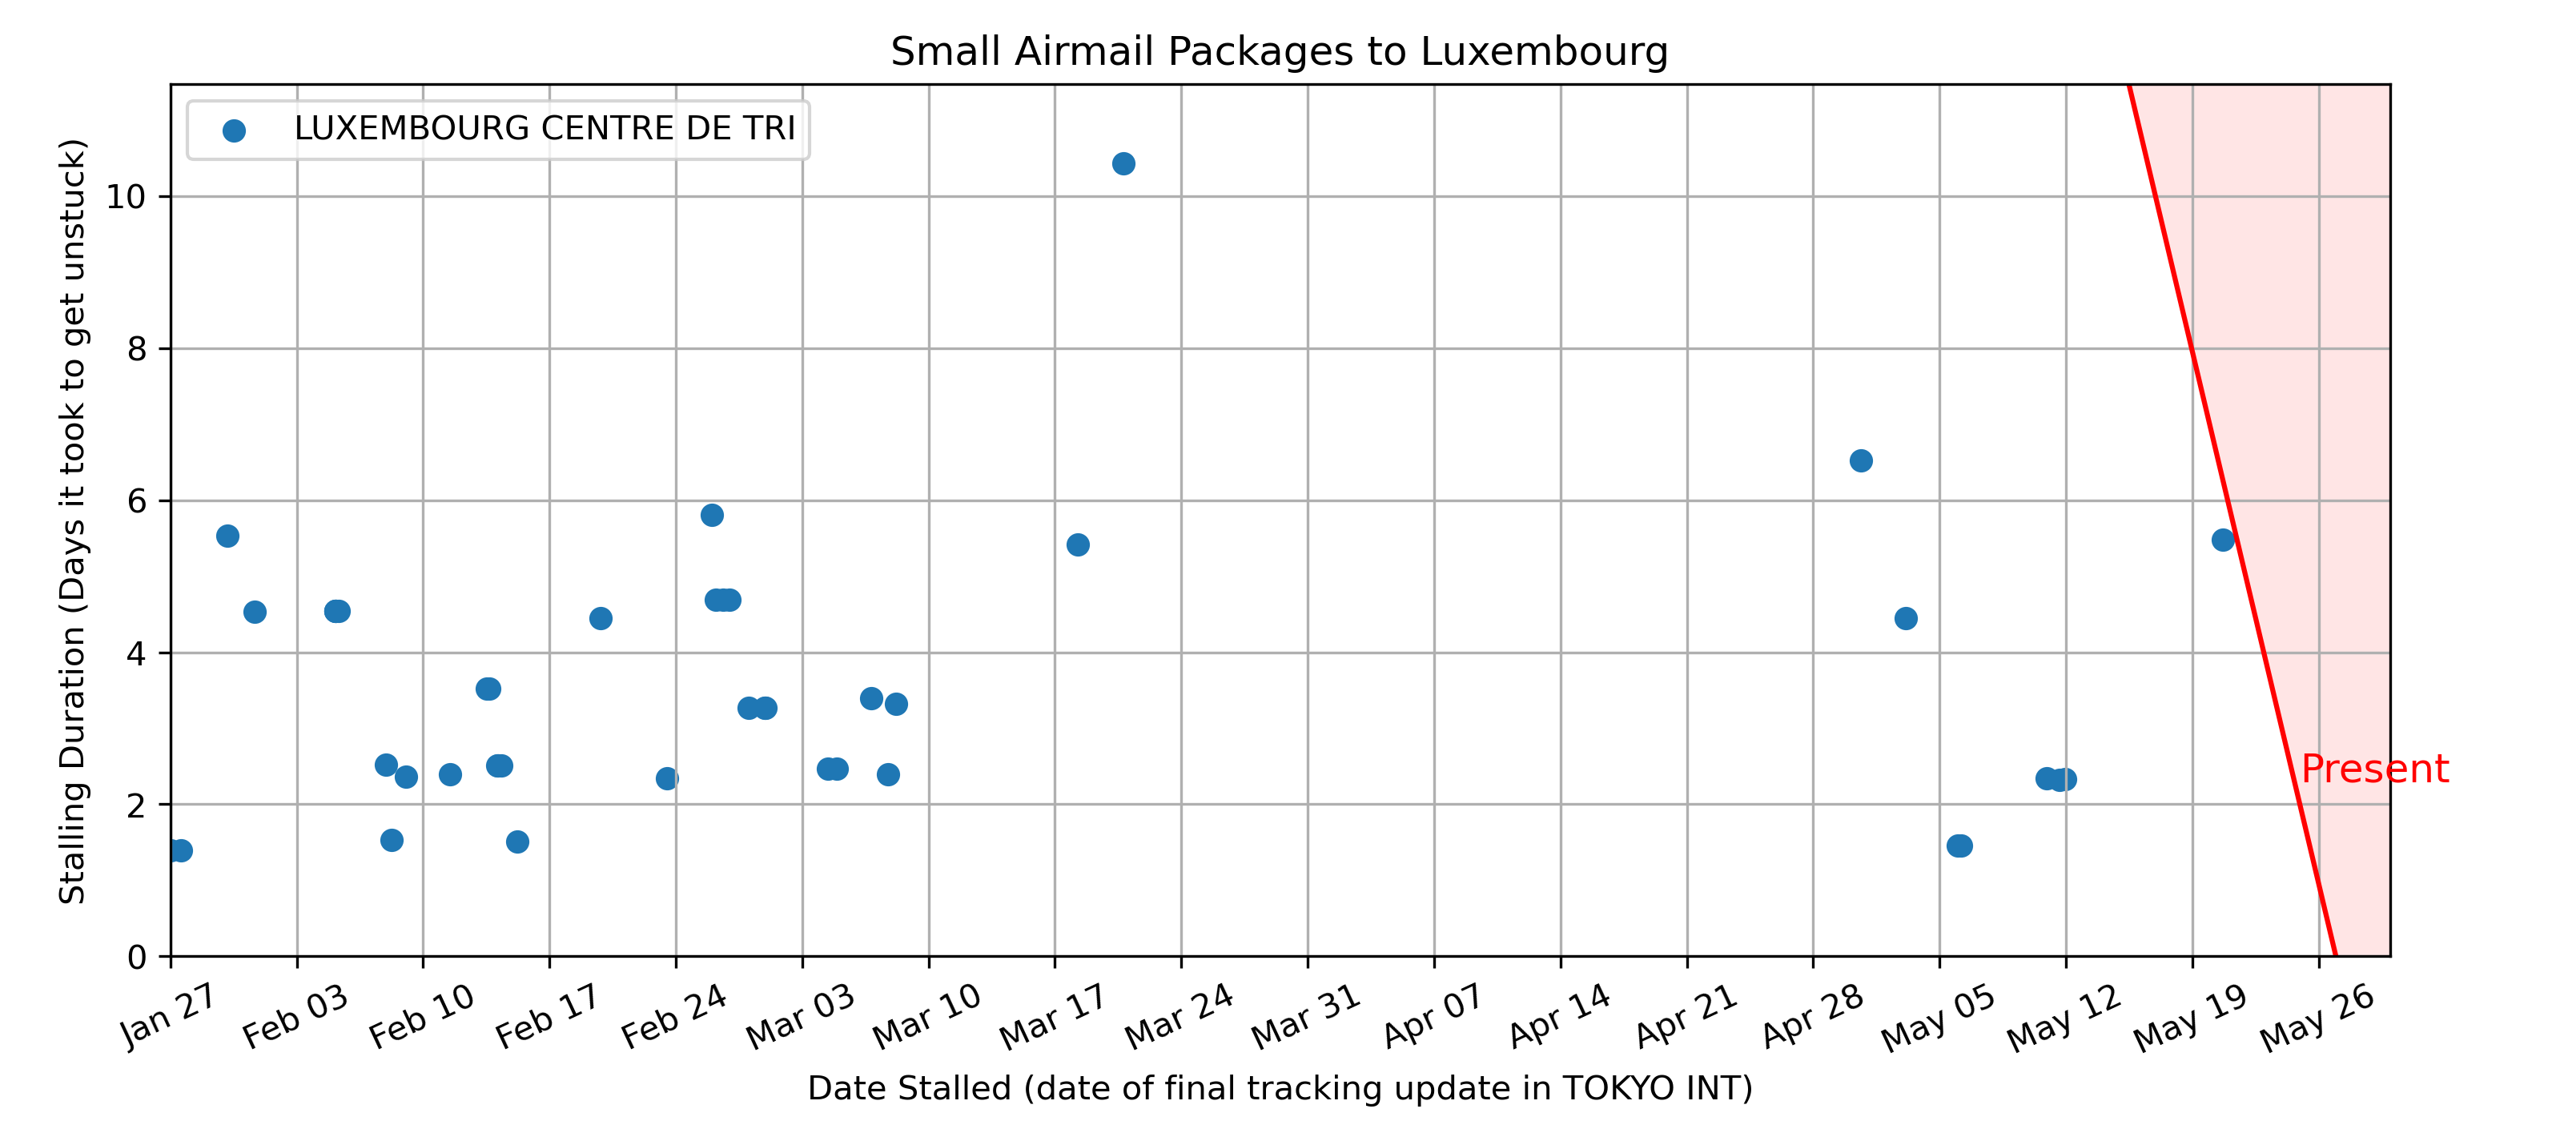 Small Airmail Packages to Luxembourg
LUXEMBOURG CENTRE DE TRI
Stalling Duration (Days it took to get unstuck)
10
8
6
4
2
0
Present
Jan 27
Feb 03
Feb 10
Feb 17
Feb 24
Mar 03
Mar 10
Mar 17
Mar 24
Mar 31
Apr 07
Apr 14
Apr 21
Apr 28
May 05
May 12
May 19
May 26
Date Stalled (date of final tracking update in TOKYO INT)